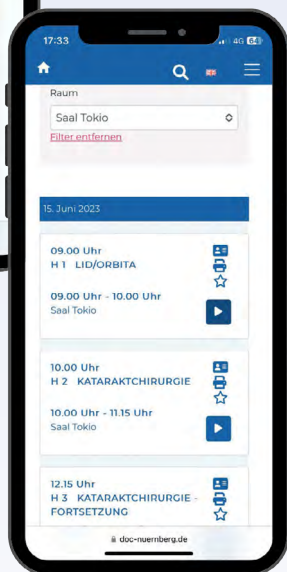 17:33
4G 64
Raum
Saal Tokio
Filter entfernen
15. Juni 2023
09.00 Uhr
H 1 LID/ORBITA
09.00 Uhr - 10.00 Uhr
Saal Tokio
10.00 Uhr
H 2 KATARAKTCHIRURGIE
10.00 Uhr - 11.15 Uhr
Saal Tokio
12.15 Uhr
H 3 KATARAKTCHIRURGIE -
FORTSETZUNG
doc-nuernberg.de